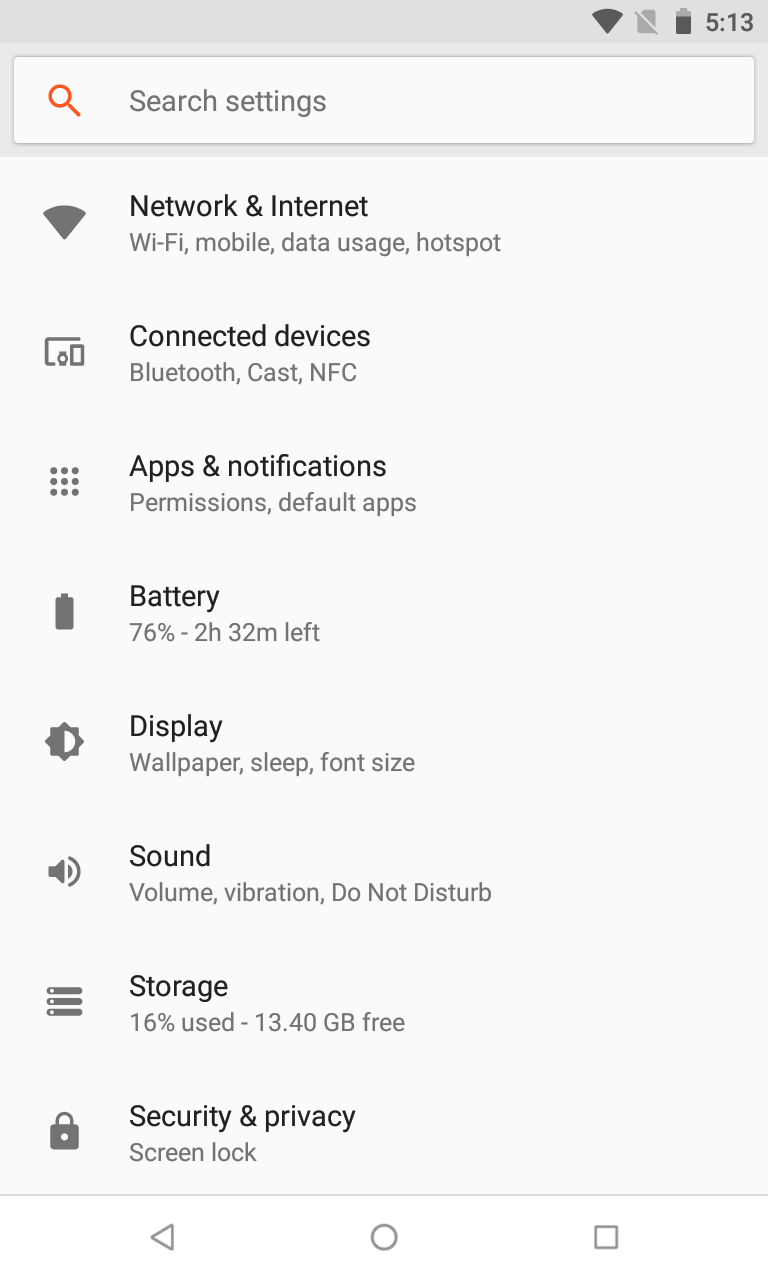 5:13
Search settings
Network & Internet
Wi-Fi, mobile, data usage, hotspot
Connected devices
Bluetooth, Cast, NFC
Apps & notifications
Permissions, default apps
Battery
76% - 2h 32m left
Display
Wallpaper, sleep, font size
Sound
Volume, vibration, Do Not Disturb
Storage
16% used - 13.40 GB free
Security & privacy
Screen lock